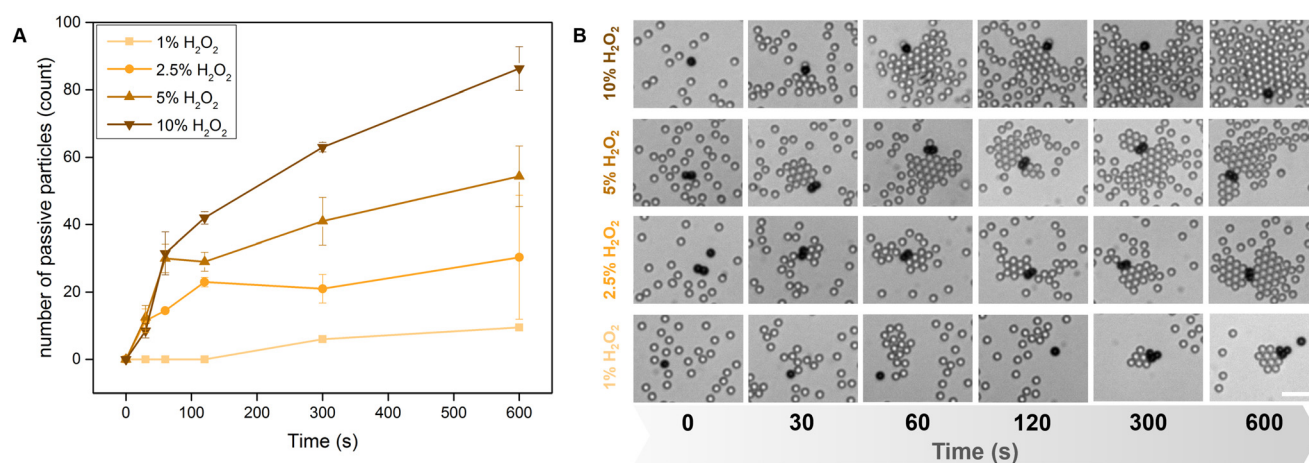 A
number of passive particles (count)
100
80
60
40
20
0
1% H₂O₂
2.5% H₂O₂
5% H₂O₂
10% H₂O₂
0
100
200
300
400
500
600
Time (s)
B
10% H₂O₂
5% H₂O₂
2.5% H₂O₂
1% H₂O₂
0
30
60
120
300
600
Time (s)